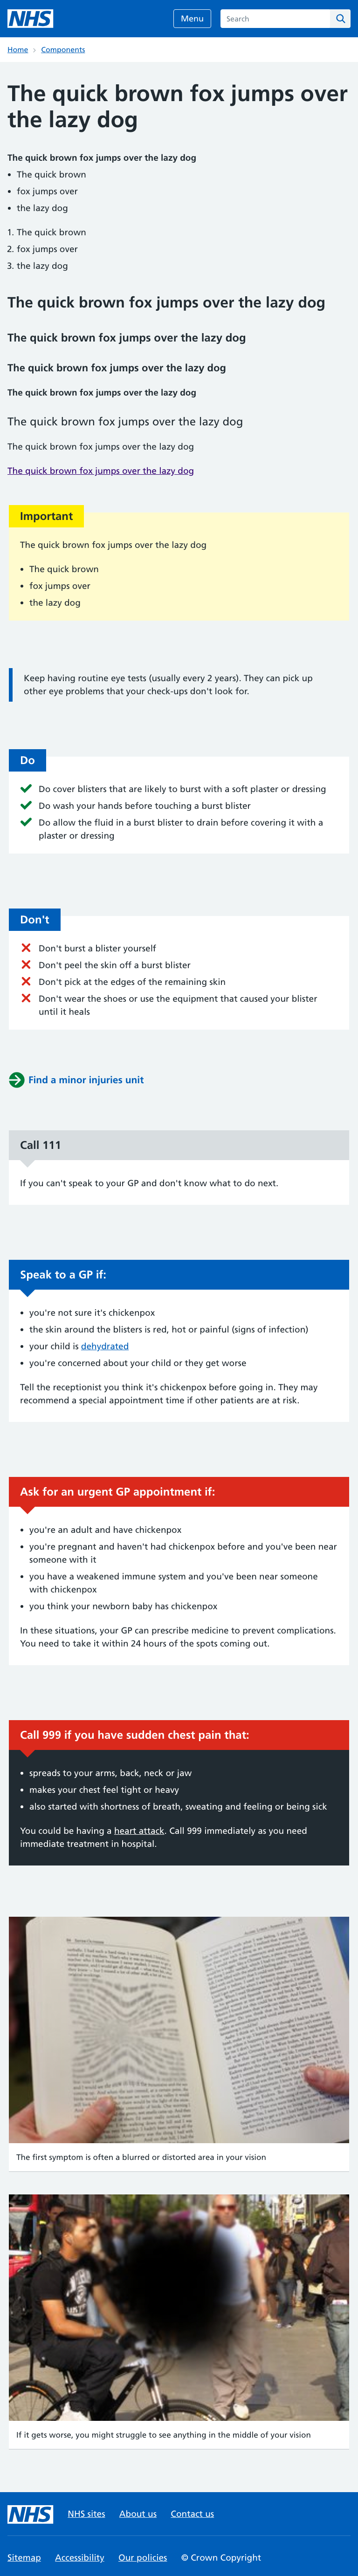 NHS
Menu
Search
Home
Components
The quick brown fox jumps over
the lazy dog
The quick brown fox jumps over the lazy dog
• The quick brown
• fox jumps over
• the lazy dog
1. The quick brown
2. fox jumps over
3. the lazy dog
The quick brown fox jumps over the lazy dog
The quick brown fox jumps over the lazy dog
The quick brown fox jumps over the lazy dog
The quick brown fox jumps over the lazy dog
The quick brown fox jumps over the lazy dog
The quick brown fox jumps over the lazy dog
The quick brown fox jumps over the lazy dog
Important
The quick brown fox jumps over the lazy dog
• The quick brown
• fox jumps over
• the lazy dog
Keep having routine eye tests (usually every 2 years). They can pick up
other eye problems that your check-ups don't look for.
Do
Do cover blisters that are likely to burst with a soft plaster or dressing
Do wash your hands before touching a burst blister
Do allow the fluid in a burst blister to drain before covering it with a
plaster or dressing
Don't
Don't burst a blister yourself
Don't peel the skin off a burst blister
Don't pick at the edges of the remaining skin
Don't wear the shoes or use the equipment that caused your blister
until it heals
Find a minor injuries unit
Call 111
If you can't speak to your GP and don't know what to do next.
Speak to a GP if:
• you're not sure it's chickenpox
• the skin around the blisters is red, hot or painful (signs of infection)
• your child is dehydrated
• you're concerned about your child or they get worse
Tell the receptionist you think it's chickenpox before going in. They may
recommend a special appointment time if other patients are at risk.
Ask for an urgent GP appointment if:
• you're an adult and have chickenpox
• you're pregnant and haven't had chickenpox before and you've been near
someone with it
• you have a weakened immune system and you've been near someone
with chickenpox
• you think your newborn baby has chickenpox
In these situations, your GP can prescribe medicine to prevent complications.
You need to take it within 24 hours of the spots coming out.
Call 999 if you have sudden chest pain that:
• spreads to your arms, back, neck or jaw
• makes your chest feel tight or heavy
• also started with shortness of breath, sweating and feeling or being sick
You could be having a heart attack. Call 999 immediately as you need
immediate treatment in hospital.
The first symptom is often a blurred or distorted area in your vision
If it gets worse, you might struggle to see anything in the middle of your vision
NHS
NHS sites
About us
Contact us
Sitemap
Accessibility
Our policies
© Crown Copyright